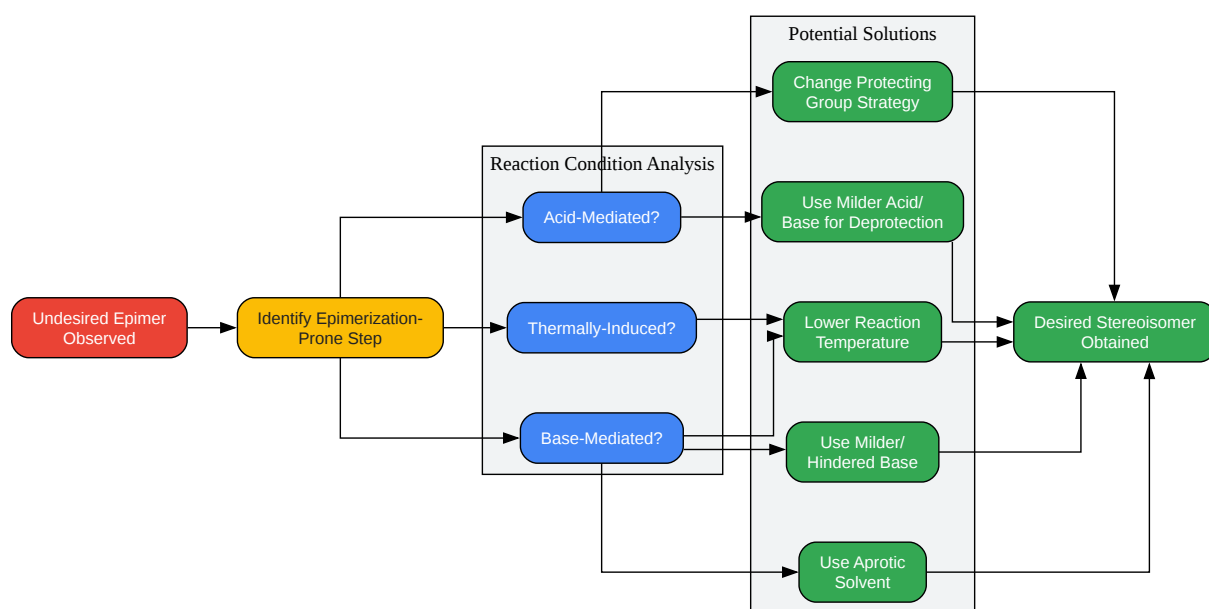 Potential Solutions
Change Protecting
Group Strategy
Reaction Condition Analysis
Acid-Mediated?
Use Milder Acid/
Base for Deprotection
Undesired Epimer
Observed
Identify Epimerization-
Prone Step
Thermally-Induced?
Lower Reaction
Temperature
Desired Stereoisomer
Obtained
Base-Mediated?
Use Milder/
Hindered Base
Use Aprotic
Solvent